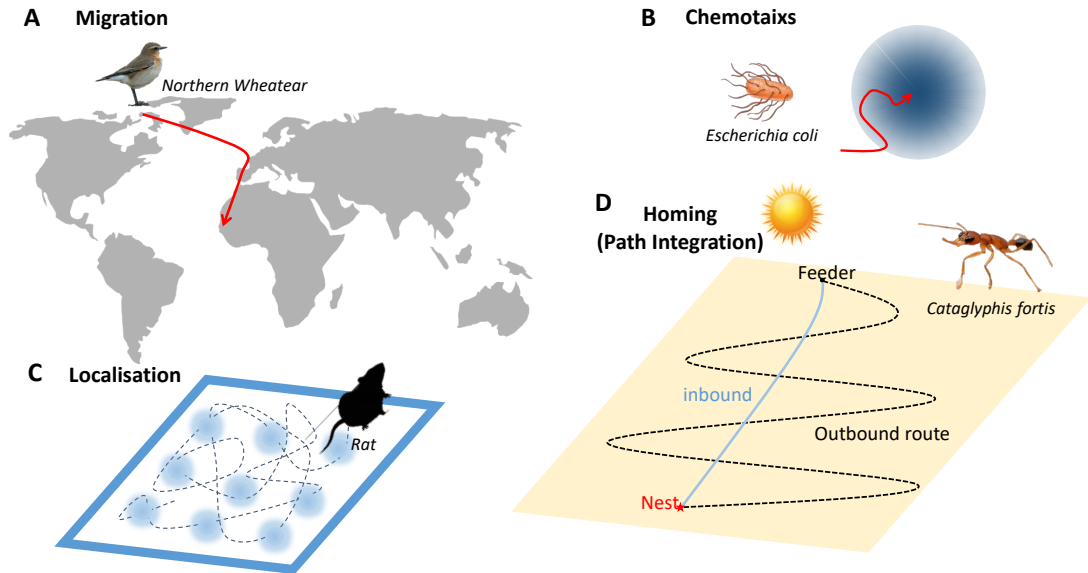 A Migration
Northern Wheatear
B Chemotaixs
Escherichia coli
C Localisation
Rat
D Homing
(Path Integration)
Feeder
Cataglyphis fortis
inbound
Outbound route
Nest